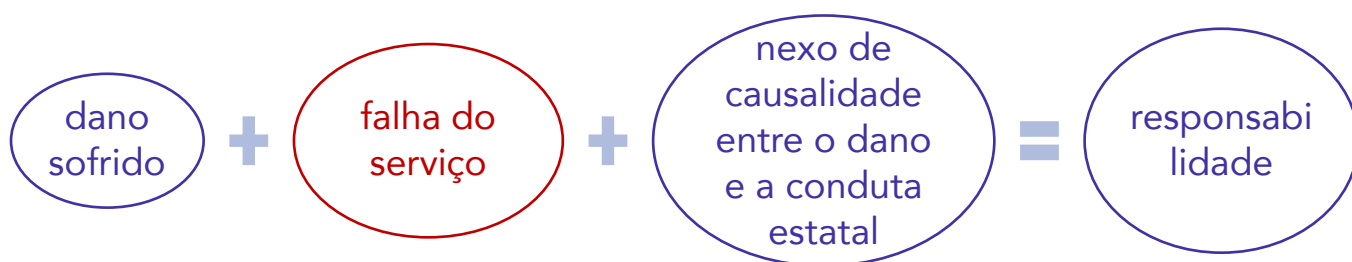 dano
sofrido
+
falha do
serviço
+
nexo de
causalidade
entre o dano
e a conduta
estatal
=
responsabi
lidade